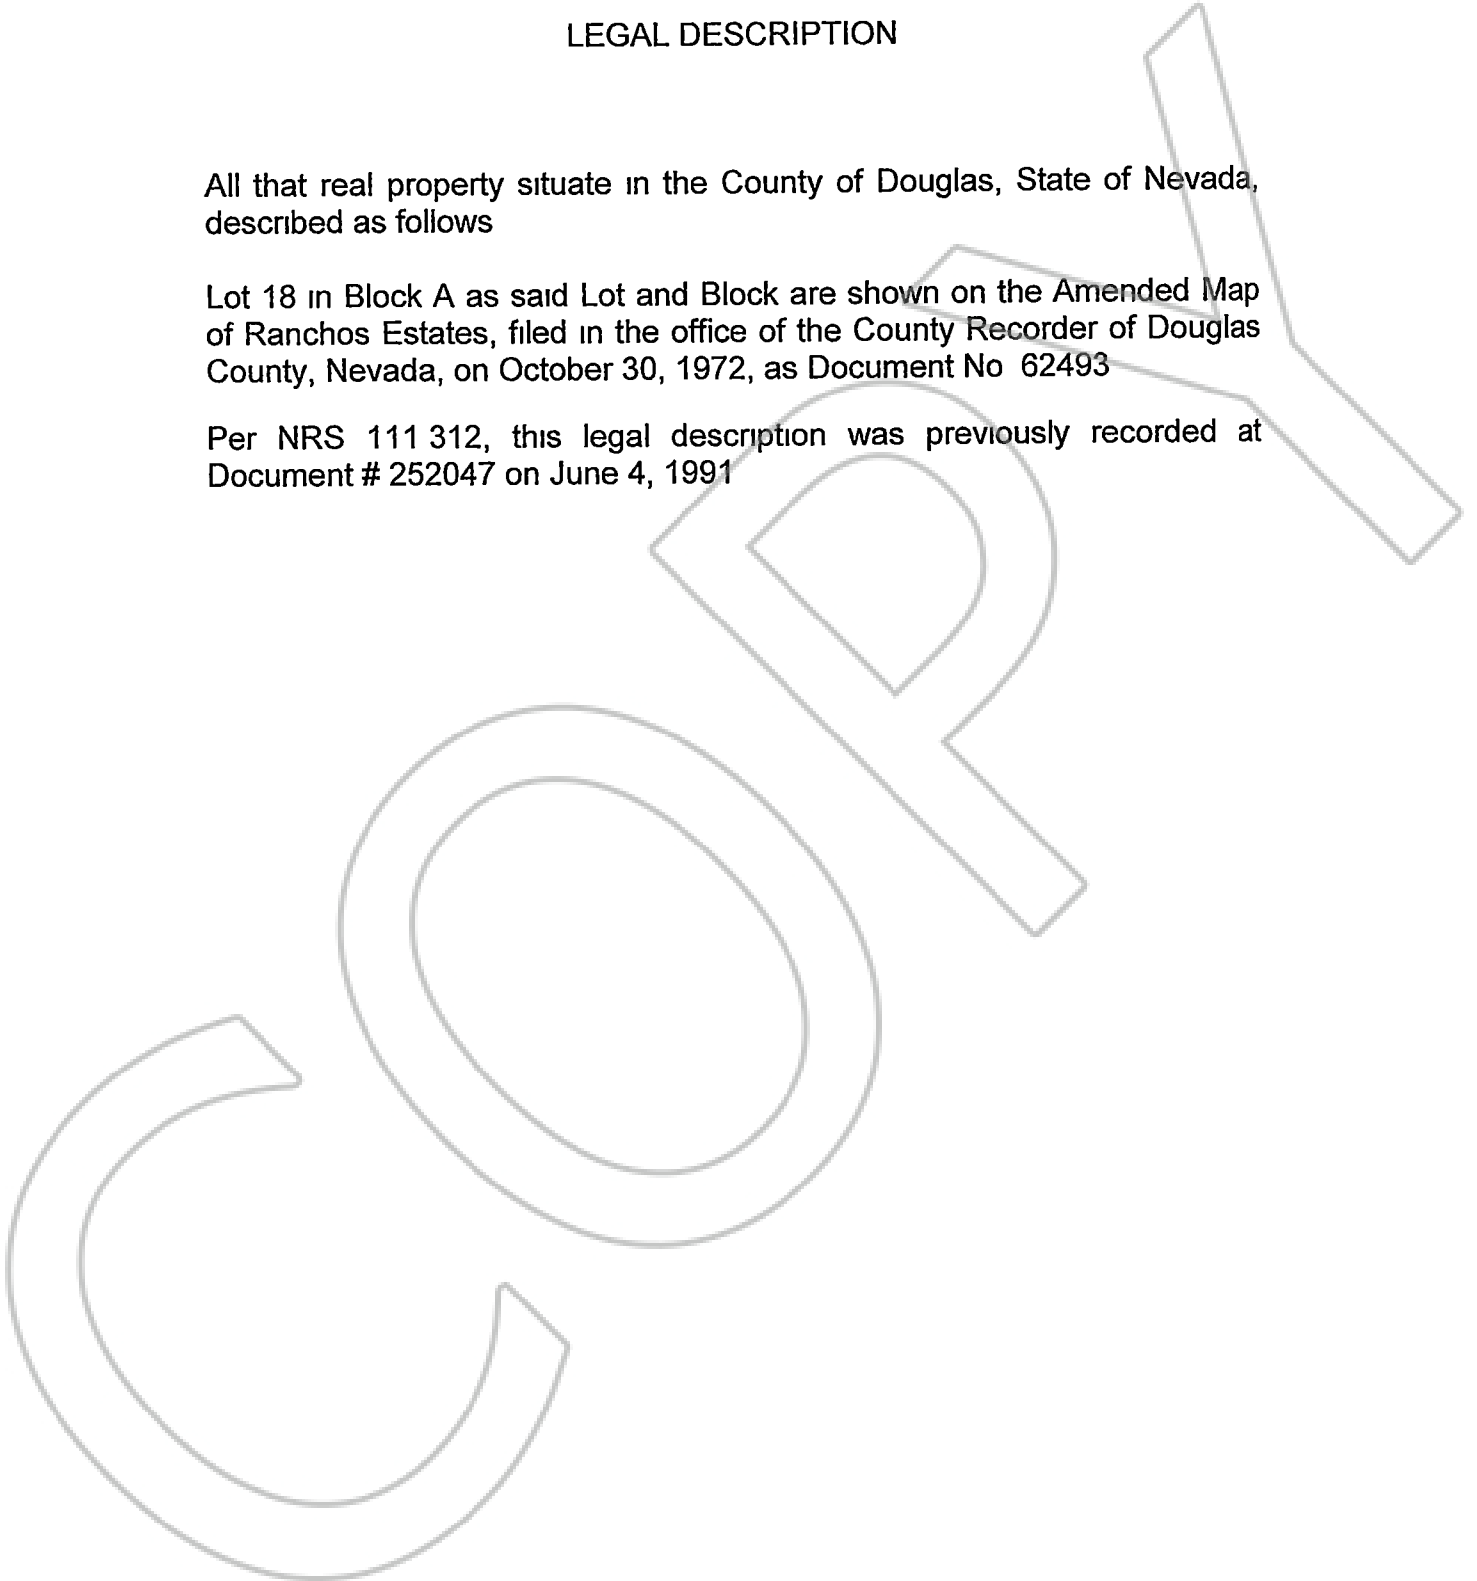 LEGAL DESCRIPTION
All that real property situate in the County of Douglas, State of Nevada,
described as follows
Lot 18 in Block A as said Lot and Block are shown on the Amended Map
of Ranchos Estates, filed in the office of the County Recorder of Douglas
County, Nevada, on October 30, 1972, as Document No 62493
Per NRS 111 312, this legal description was previously recorded at
Document # 252047 on June 4, 1991
COPY